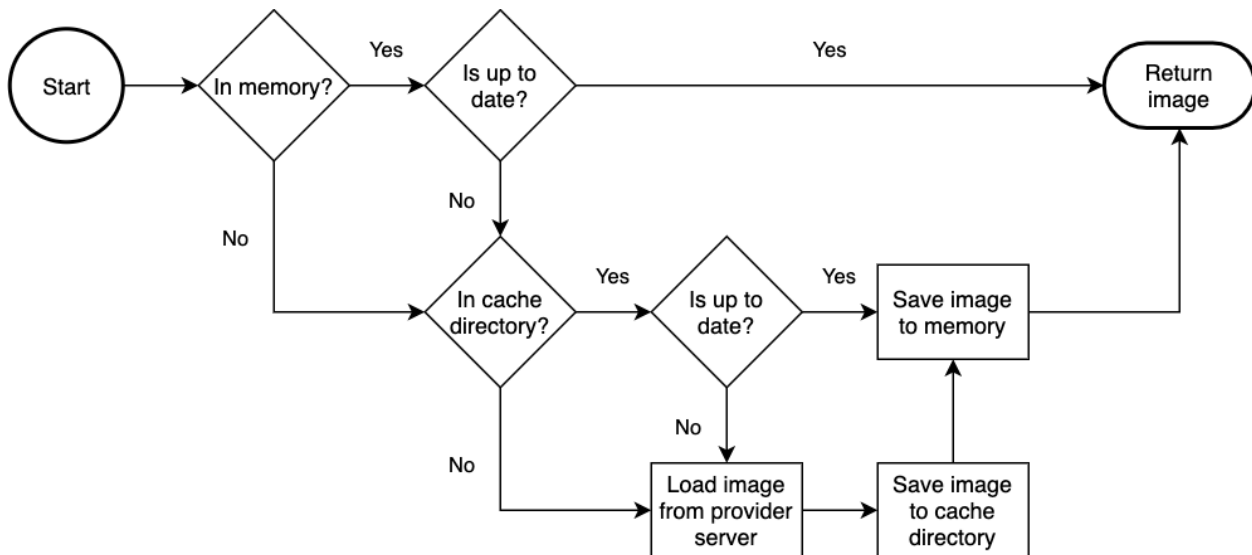 Start
In memory?
Yes
Is up to
date?
Yes
Return
image
No
No
In cache
directory?
Yes
Is up to
date?
Yes
Save image
to memory
No
No
Load image
from provider
server
Save image
to cache
directory